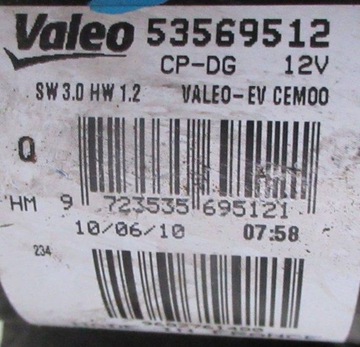 Valeo 53569512
CP-DG 12V
SW 3.0 HW 1.2 VALEO-EV CEM00
Q
HM 9 723535 695121
10/06/10 07:58
234